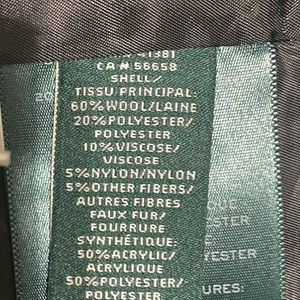 41381
CA# 56658
SHELL/
TISSU PRINCIPAL:
60%WOOL/LAINE
20%POLYESTER/
POLYESTER
10%VISCOSE/
VISCOSE
5%NYLON/NYLON
5%OTHER FIBERS/
AUTRES FIBRES
FAUX FUR/
FOURRURE
SYNTHÉTIQUE:
50%ACRYLIC/
ACRYLIQUE
50%POLYESTER/
POLYESTER